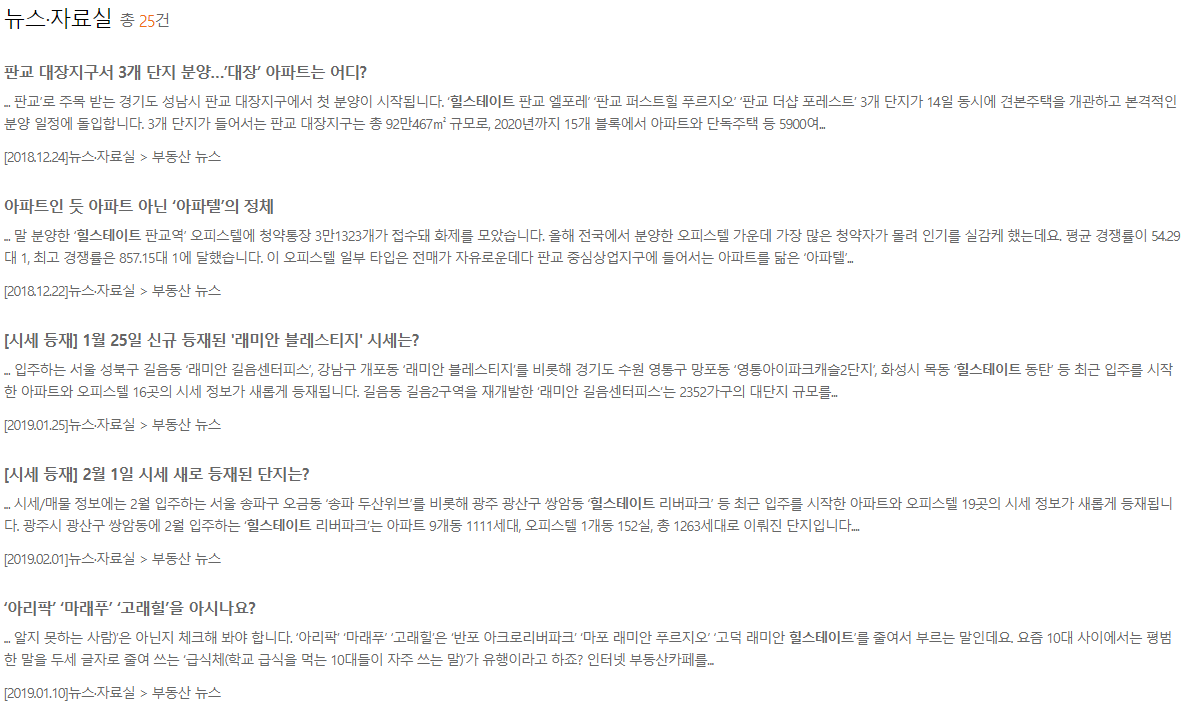 뉴스·자료실 총 25건
판교 대장지구서 3개 단지 분양…’대장’ 아파트는 어디?
... 판교’로 주목 받는 경기도 성남시 판교 대장지구에서 첫 분양이 시작됩니다. ‘힐스테이트 판교 엘포레’ ‘판교 퍼스트힐 푸르지오’ ‘판교 더샵 포레스트’ 3개 단지가 14일 동시에 견본주택을 개관하고 본격적인
분양 일정에 돌입합니다. 3개 단지가 들어서는 판교 대장지구는 총 92만467㎡ 규모로, 2020년까지 15개 블록에서 아파트와 단독주택 등 5900여...
[2018.12.24]뉴스·자료실 > 부동산 뉴스
아파트인 듯 아파트 아닌 ‘아파텔’의 정체
... 말 분양한 ‘힐스테이트 판교역’ 오피스텔에 청약통장 3만1323개가 접수돼 화제를 모았습니다. 올해 전국에서 분양한 오피스텔 가운데 가장 많은 청약자가 몰려 인기를 실감케 했는데요. 평균 경쟁률이 54.29
대 1, 최고 경쟁률은 857.15대 1에 달했습니다. 이 오피스텔 일부 타입은 전매가 자유로운데다 판교 중심상업지구에 들어서는 아파트를 닮은 ‘아파텔’...
[2018.12.22]뉴스·자료실 > 부동산 뉴스
[시세 등재] 1월 25일 신규 등재된 '래미안 블레스티지' 시세는?
... 입주하는 서울 성북구 길음동 ‘래미안 길음센터피스’, 강남구 개포동 ‘래미안 블레스티지’를 비롯해 경기도 수원 영통구 망포동 ‘영통아이파크캐슬2단지’, 화성시 목동 ‘힐스테이트 동탄’ 등 최근 입주를 시작
한 아파트와 오피스텔 16곳의 시세 정보가 새롭게 등재됩니다. 길음동 길음2구역을 재개발한 ‘래미안 길음센터피스’는 2352가구의 대단지 규모를...
[2019.01.25]뉴스·자료실 > 부동산 뉴스
[시세 등재] 2월 1일 시세 새로 등재된 단지는?
... 시세/매물 정보에는 2월 입주하는 서울 송파구 오금동 ‘송파 두산위브’를 비롯해 광주 광산구 쌍암동 ‘힐스테이트 리버파크’ 등 최근 입주를 시작한 아파트와 오피스텔 19곳의 시세 정보가 새롭게 등재됩니
다. 광주시 광산구 쌍암동에 2월 입주하는 ‘힐스테이트 리버파크’는 아파트 9개동 1111세대, 오피스텔 1개동 152실, 총 1263세대로 이뤄진 단지입니다....
[2019.02.01]뉴스·자료실 > 부동산 뉴스
‘아리팍’ ‘마래푸’ ‘고래힐’을 아시나요?
... 알지 못하는 사람)’은 아닌지 체크해 봐야 합니다. ‘아리팍’ ‘마래푸’ ‘고래힐’은 ‘반포 아크로리버파크’ ‘마포 래미안 푸르지오’ ‘고덕 래미안 힐스테이트’를 줄여서 부르는 말인데요. 요즘 10대 사이에서는 평범
한 말을 두세 글자로 줄여 쓰는 ‘급식체(학교 급식을 먹는 10대들이 자주 쓰는 말)’가 유행이라고 하죠? 인터넷 부동산카페를...
[2019.01.10]뉴스·자료실 > 부동산 뉴스